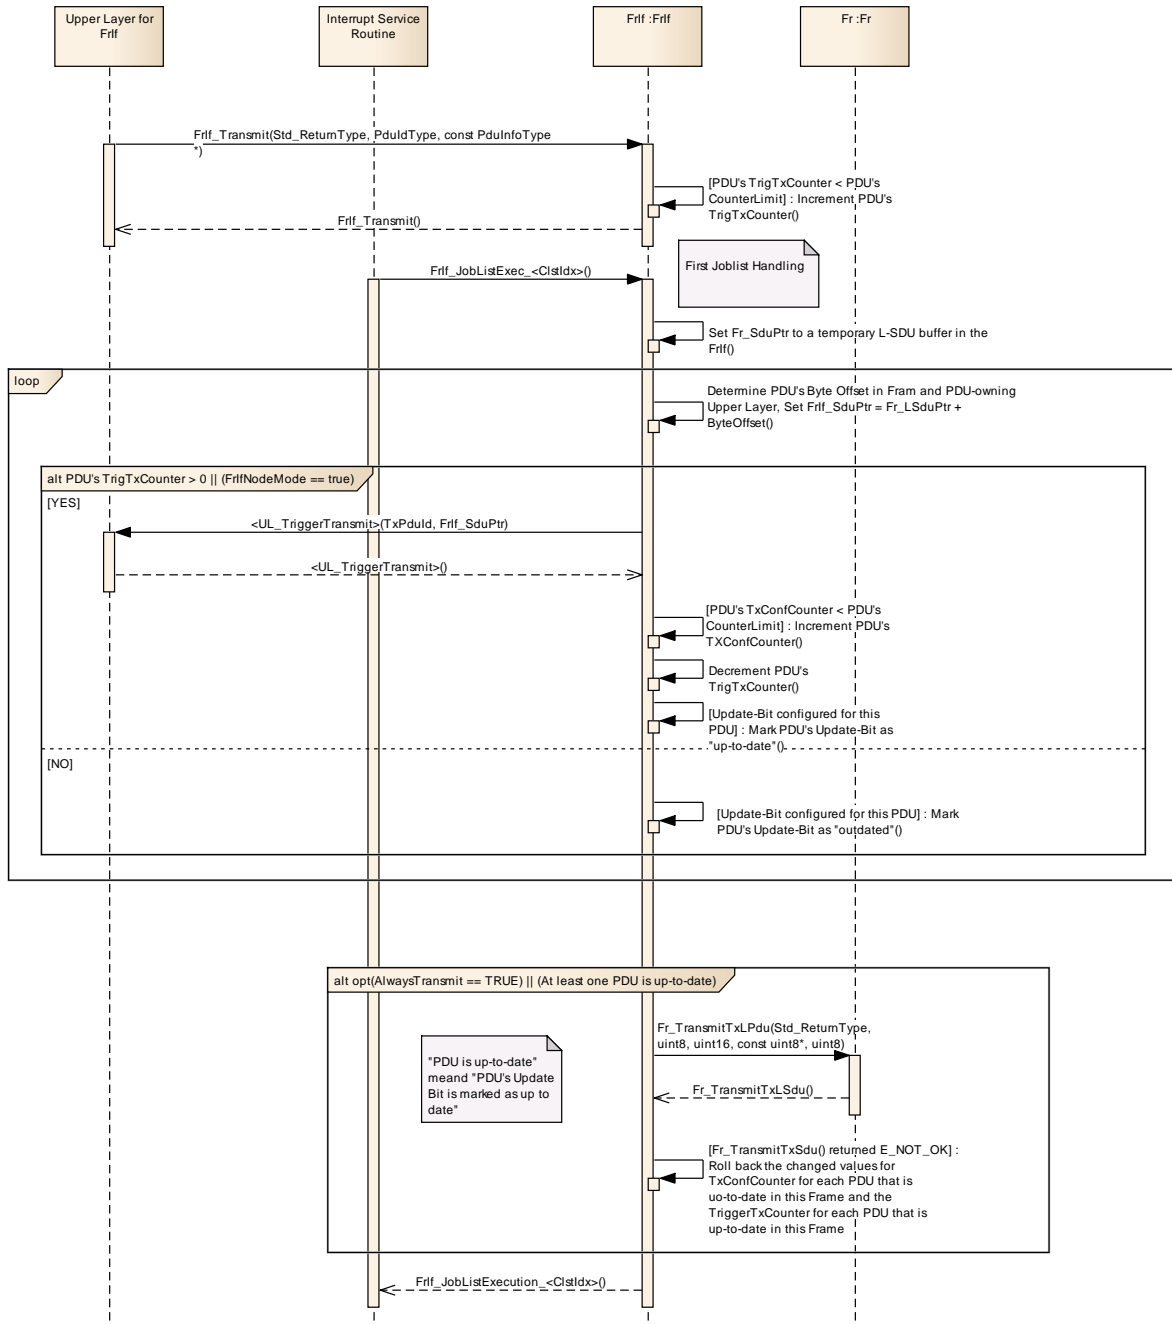 Upper Layer for
FrIf
Interrupt Service
Routine
FrIf :FrIf
Fr :Fr
FrIf_Transmit(Std_ReturnType, PduIdType, const PduInfoType
*)
[PDU's TrigTxCounter < PDU's
CounterLimit] : Increment PDU's
TrigTxCounter()
FrIf_Transmit()
First Joblist Handling
FrIf_JobListExec_<ClstIdx>()
Set Fr_SduPtr to a temporary L-SDU buffer in the
FrIf()
loop
Determine PDU's Byte Offset in Fram and PDU-owning
Upper Layer, Set FrIf_SduPtr = Fr_LSduPtr +
ByteOffset()
alt PDU's TrigTxCounter > 0 || (FrIfNodeMode == true)
[YES]
<UL_TriggerTransmit>(TxPduId, FrIf_SduPtr)
<UL_TriggerTransmit>()
[PDU's TxConfCounter < PDU's
CounterLimit] : Increment PDU's
TXConfCounter()
Decrement PDU's
TrigTxCounter()
[Update-Bit configured for this
PDU] : Mark PDU's Update-Bit as
"up-to-date"()
[NO]
[Update-Bit configured for this PDU] : Mark
PDU's Update-Bit as "outdated"()
alt opt(AlwaysTransmit == TRUE) || (At least one PDU is up-to-date)
Fr_TransmitTxLPdu(Std_ReturnType,
uint8, uint16, const uint8*, uint8)
"PDU is up-to-date"
meand "PDU's Update
Bit is marked as up to
date"
Fr_TransmitTxLSdu()
[Fr_TransmitTxSdu() returned E_NOT_OK] :
Roll back the changed values for
TxConfCounter for each PDU that is
uo-to-date in this Frame and the
TriggerTxCounter for each PDU that is
up-to-date in this Frame
FrIf_JobListExecution_<ClstIdx>()